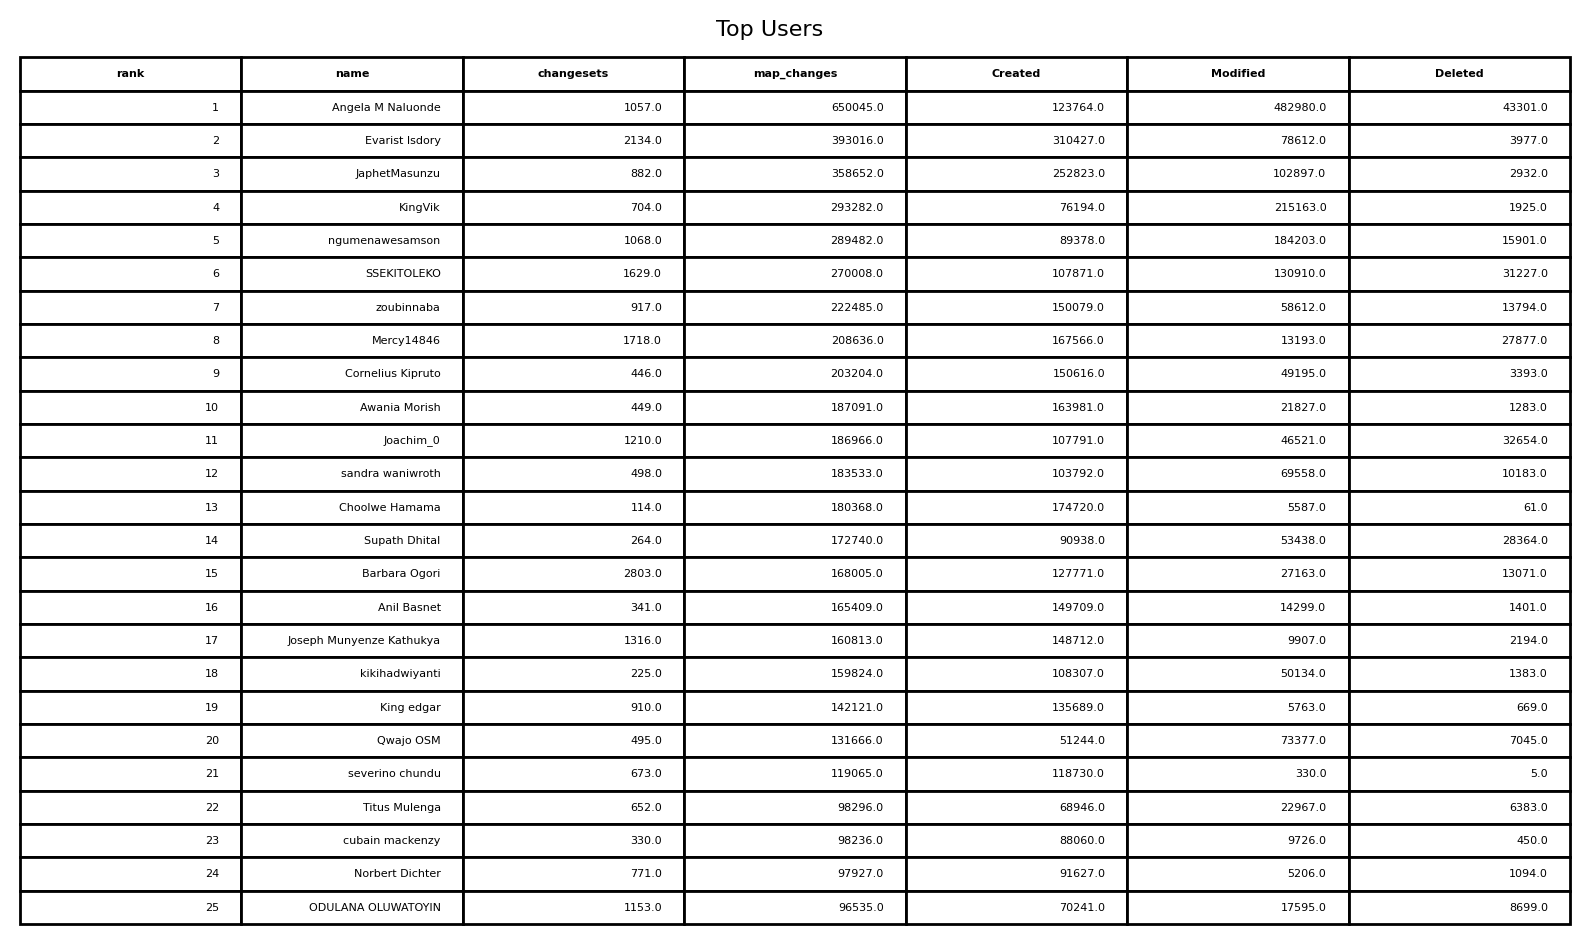 Top Users
rank name changesets map_changes Created Modified Deleted
1 Angela M Naluonde 1057.0 650045.0 123764.0 482980.0 43301.0
2 Evarist Isdory 2134.0 393016.0 310427.0 78612.0 3977.0
3 JaphetMasunzu 882.0 358652.0 252823.0 102897.0 2932.0
4 KingVik 704.0 293282.0 76194.0 215163.0 1925.0
5 ngumenawesamson 1068.0 289482.0 89378.0 184203.0 15901.0
6 SSEKITOLEKO 1629.0 270008.0 107871.0 130910.0 31227.0
7 zoubinnaba 917.0 222485.0 150079.0 58612.0 13794.0
8 Mercy14846 1718.0 208636.0 167566.0 13193.0 27877.0
9 Cornelius Kipruto 446.0 203204.0 150616.0 49195.0 3393.0
10 Awania Morish 449.0 187091.0 163981.0 21827.0 1283.0
11 Joachim_0 1210.0 186966.0 107791.0 46521.0 32654.0
12 sandra waniwroth 498.0 183533.0 103792.0 69558.0 10183.0
13 Choolwe Hamama 114.0 180368.0 174720.0 5587.0 61.0
14 Supath Dhital 264.0 172740.0 90938.0 53438.0 28364.0
15 Barbara Ogori 2803.0 168005.0 127771.0 27163.0 13071.0
16 Anil Basnet 341.0 165409.0 149709.0 14299.0 1401.0
17 Joseph Munyenze Kathukya 1316.0 160813.0 148712.0 9907.0 2194.0
18 kikihadwiyanti 225.0 159824.0 108307.0 50134.0 1383.0
19 King edgar 910.0 142121.0 135689.0 5763.0 669.0
20 Qwajo OSM 495.0 131666.0 51244.0 73377.0 7045.0
21 severino chundu 673.0 119065.0 118730.0 330.0 5.0
22 Titus Mulenga 652.0 98296.0 68946.0 22967.0 6383.0
23 cubain mackenzy 330.0 98236.0 88060.0 9726.0 450.0
24 Norbert Dichter 771.0 97927.0 91627.0 5206.0 1094.0
25 ODULANA OLUWATOYIN 1153.0 96535.0 70241.0 17595.0 8699.0